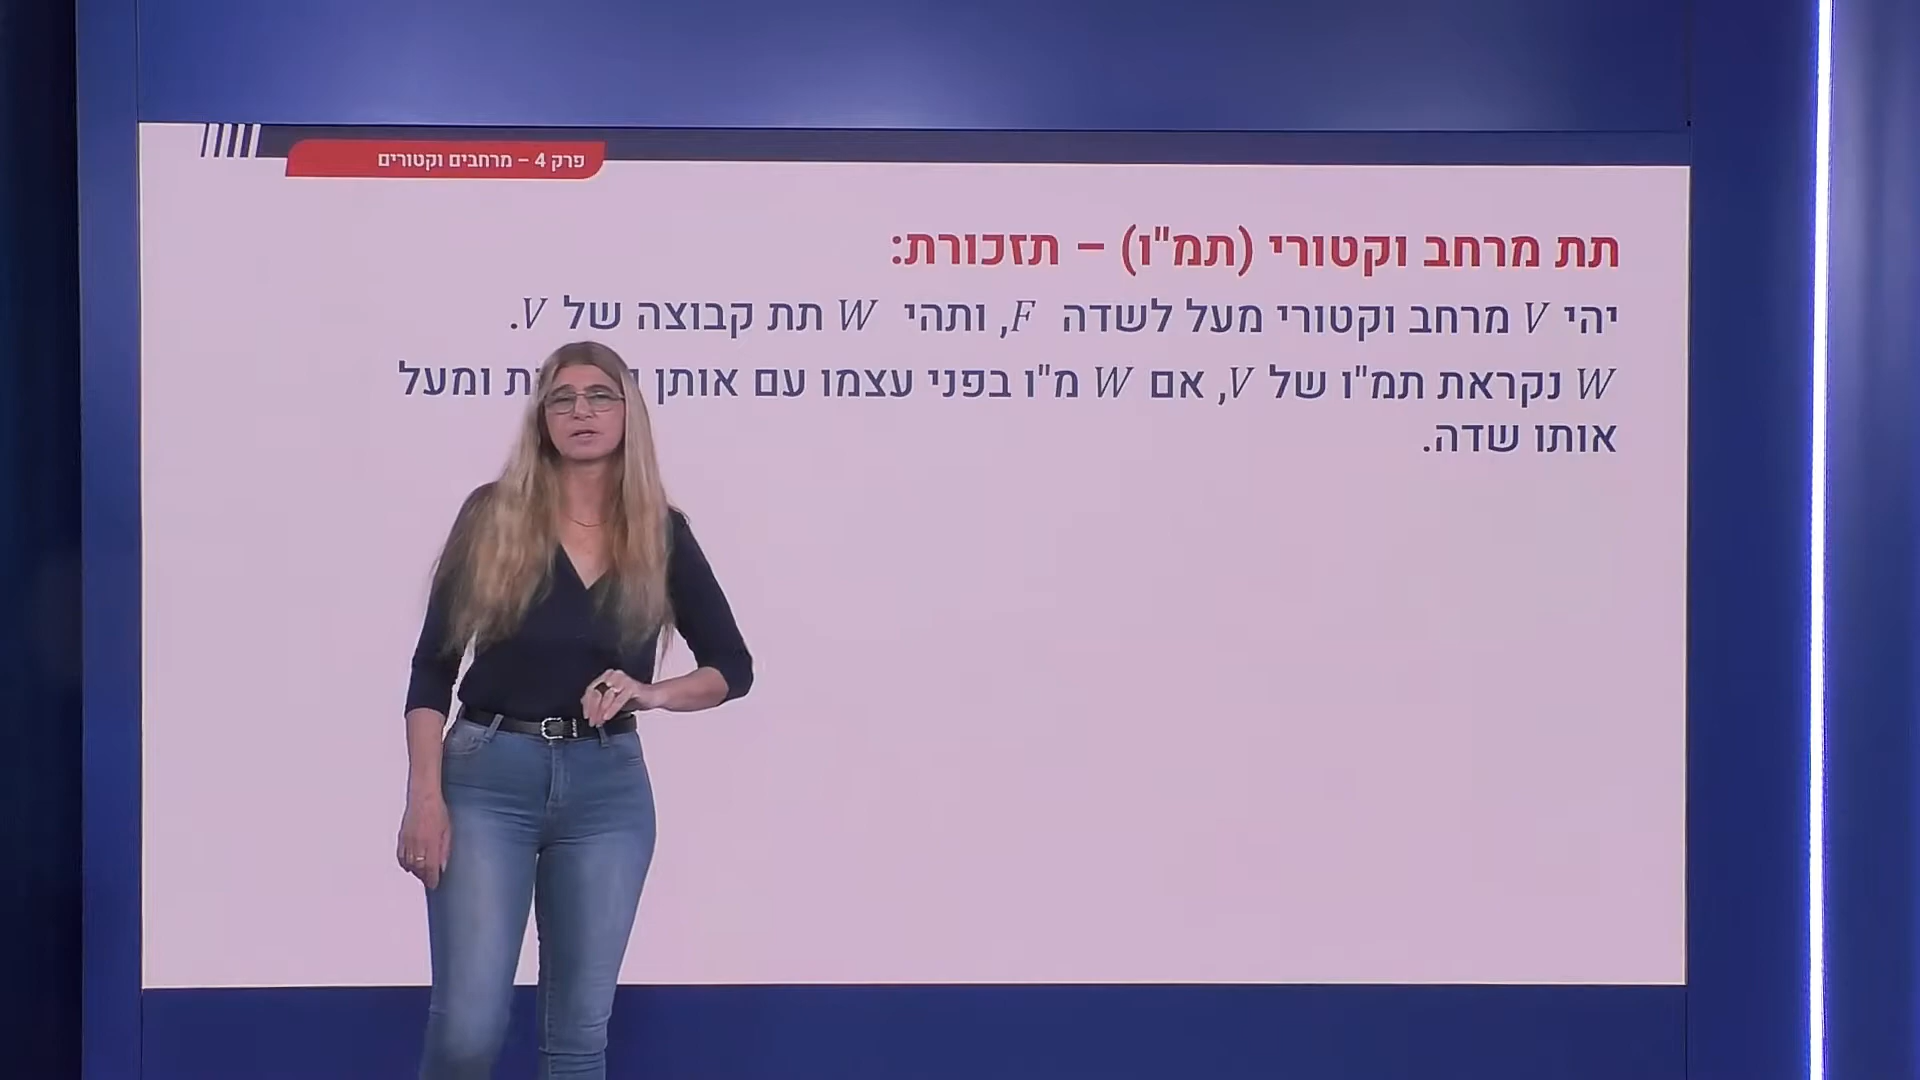 פרק 4 – מרחבים וקטורים
תת מרחב וקטורי (תמ"ו) – תזכורת:
יהי V מרחב וקטורי מעל לשדה F, ותהי W תת קבוצה של V.
W נקראת תמ"ו של V, אם W מ"ו בפני עצמו עם אותן ומעל
אותו שדה.